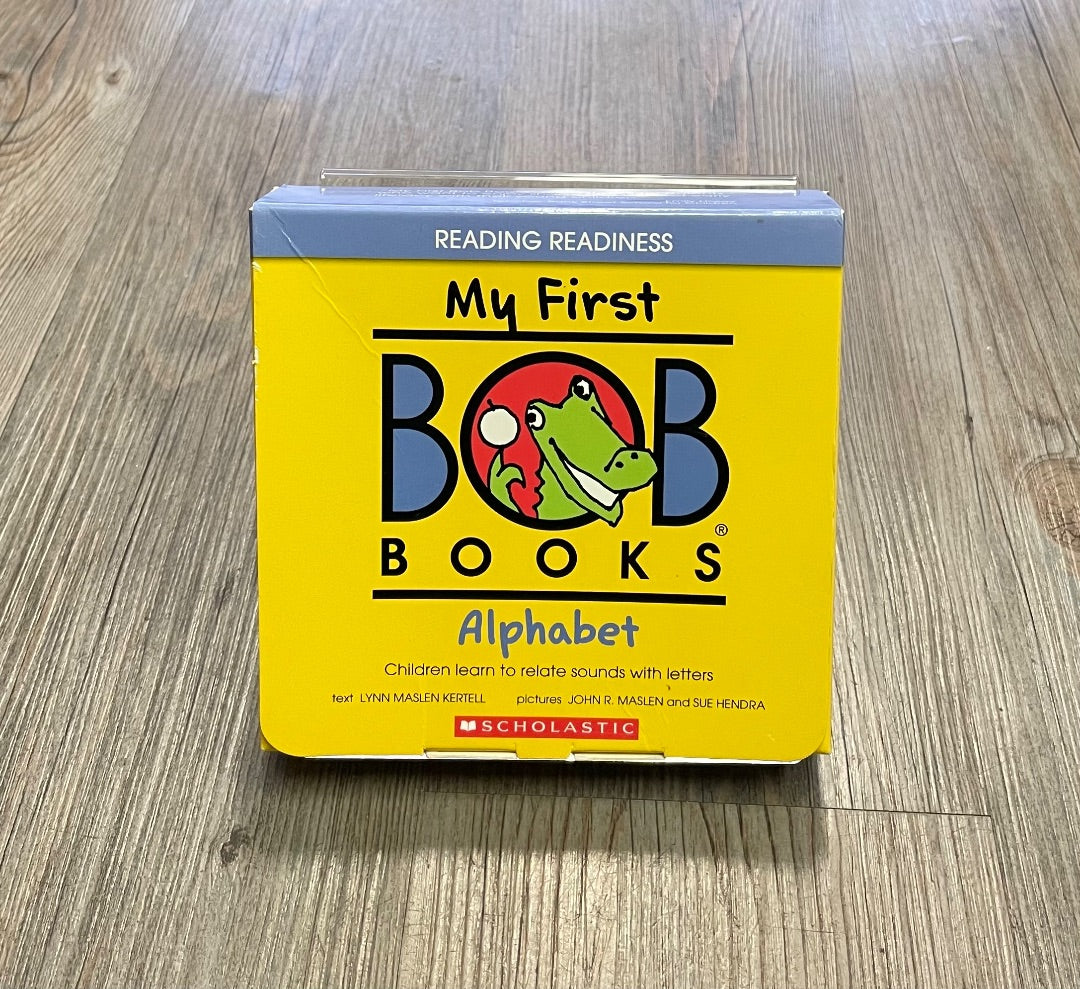 READING READINESS
My First
BOB
BOOKS®
Alphabet
Children learn to relate sounds with letters
text LYNN MASLEN KERTELL pictures JOHN R. MASLEN and SUE HENDRA
SCHOLASTIC